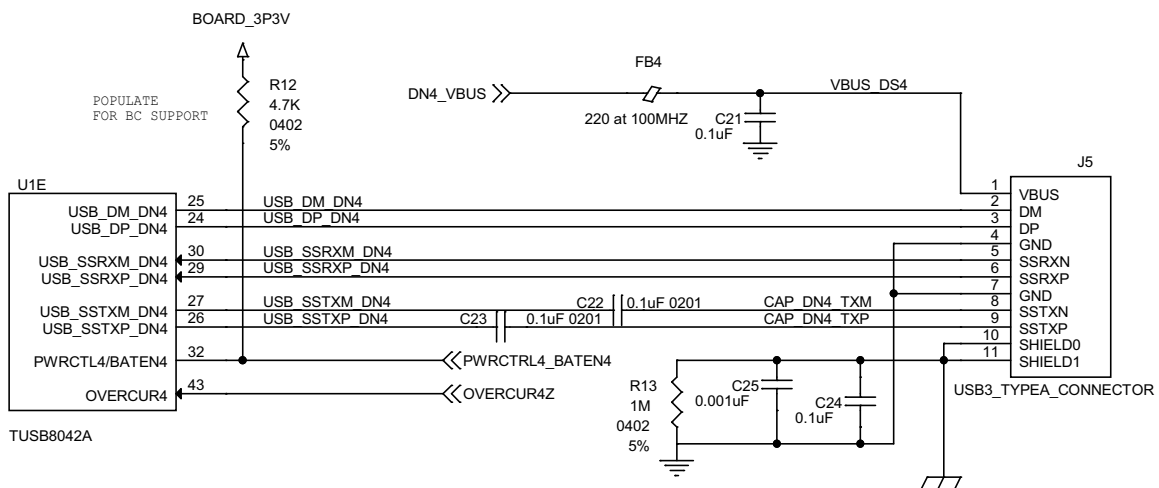 BOARD_3P3V
R12
4.7K
0402
5%
POPULATE
FOR BC SUPPORT
FB4
DN4_VBUS
220 at 100MHZ
VBUS_DS4
C21
0.1uF
J5
U1E
USB_DM_DN4 25 USB_DM_DN4 2 DM
USB_DP_DN4 24 USB_DP_DN4 3 DP
1 VBUS
4 GND
USB_SSRXM_DN4 30 USB_SSRXM_DN4 5 SSRXN
USB_SSRXP_DN4 29 USB_SSRXP_DN4 6 SSRXP
7 GND
USB_SSTXM_DN4 27 USB_SSTXM_DN4 C22 0.1uF 0201 CAP_DN4_TXM 8 SSTXN
USB_SSTXP_DN4 26 USB_SSTXP_DN4 C23 0.1uF 0201 CAP_DN4_TXP 9 SSTXP
10 SHIELD0
11 SHIELD1
PWRCTL4/BATEN4 32 PWRCTRL4_BATEN4
OVERCUR4 43 OVERCUR4Z
R13
1M
0402
5%
C25
0.001uF
C24
0.1uF
USB3_TYPEA_CONNECTOR
TUSB8042A